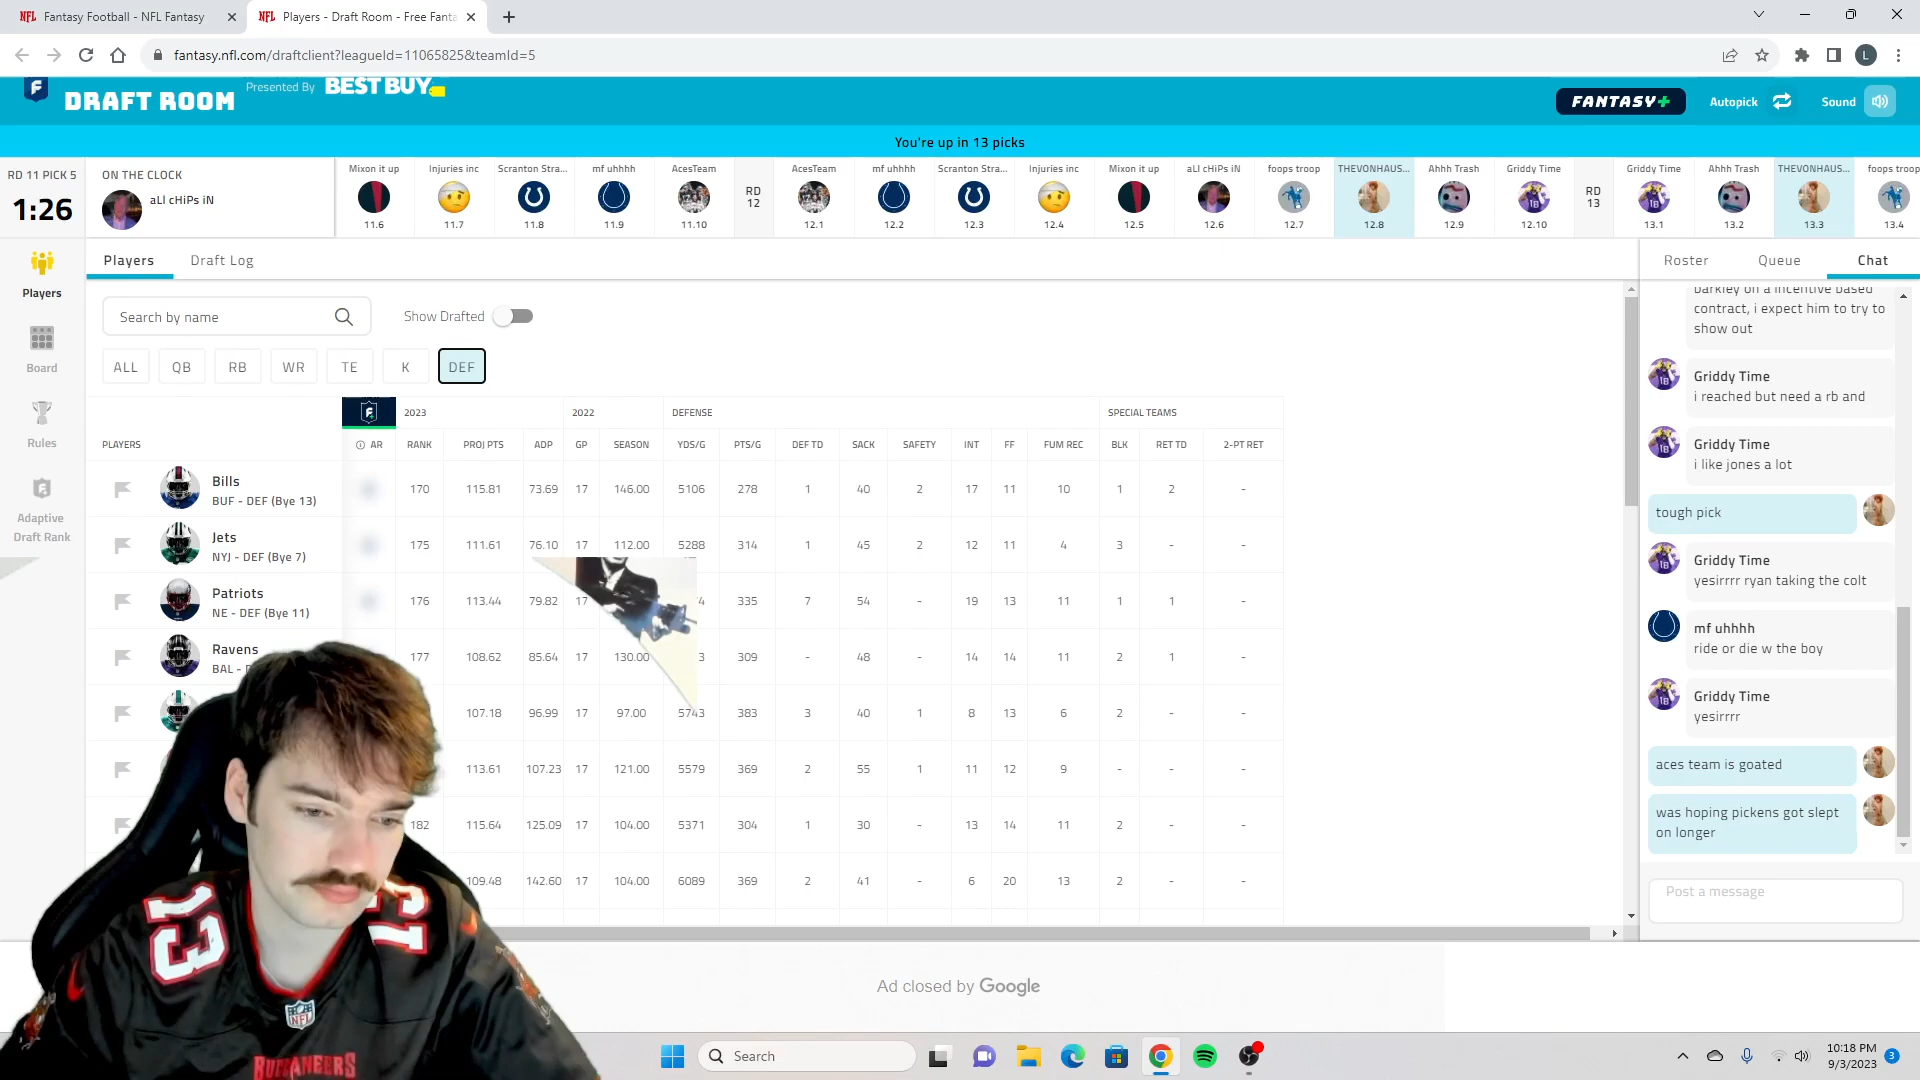 Fantasy Football - NFL Fantasy
Players - Draft Room - Free Fanta
fantasy.nfl.com/draftclient?leagueId=11065825&teamId=5
L
DRAFT ROOM
Presented By BEST BUY
FANTASY+
Autopick
Sound
You're up in 13 picks
RD 11 PICK 5
1:26
ON THE CLOCK
aLl cHiPs iN
Mixon it up
11.6
Injuries inc
11.7
Scranton Stra...
11.8
mf uhhhh
11.9
AcesTeam
11.10
RD
12
AcesTeam
12.1
mf uhhhh
12.2
Scranton Stra...
12.3
Injuries inc
12.4
Mixon it up
12.5
aLl cHiPs iN
12.6
foops troop
12.7
THEVONHAUS...
12.8
Ahhh Trash
12.9
Griddy Time
12.10
RD
13
Griddy Time
13.1
Ahhh Trash
13.2
THEVONHAUS...
13.3
foops troop
13.4
Players
Board
Rules
Adaptive
Draft Rank
Players
Draft Log
Search by name
Show Drafted
ALL QB RB WR TE K DEF
2023 2022 DEFENSE SPECIAL TEAMS
PLAYERS AR RANK PROJ PTS ADP GP SEASON YDS/G PTS/G DEF TD SACK SAFETY INT FF FUM REC BLK RET TD 2-PT RET
Bills
BUF - DEF (Bye 13)
170 115.81 73.69 17 146.00 5106 278 1 40 2 17 11 10 1 2 -
Jets
NYJ - DEF (Bye 7)
175 111.61 76.10 17 112.00 5288 314 1 45 2 12 11 4 3 - -
Patriots
NE - DEF (Bye 11)
176 113.44 79.82 17 335 7 54 - 19 13 11 1 1 -
Ravens
BAL -
177 108.62 85.64 17 130.00 309 - 48 - 14 14 11 2 1 -
107.18 96.99 17 97.00 5743 383 3 40 1 8 13 6 2 - -
113.61 107.23 17 121.00 5579 369 2 55 1 11 12 9 - - -
182 115.64 125.09 17 104.00 5371 304 1 30 - 13 14 11 2 - -
109.48 142.60 17 104.00 6089 369 2 41 - 6 20 13 2 - -
Roster
Queue
Chat
barkley on a incentive based
contract, i expect him to try to
show out
Griddy Time
i reached but need a rb and
Griddy Time
i like jones a lot
tough pick
Griddy Time
yesirrrr ryan taking the colt
mf uhhhh
ride or die w the boy
Griddy Time
yesirrrr
aces team is goated
was hoping pickens got slept
on longer
Post a message
Ad closed by Google
13
13
NFL
BUCCANEERS
Search
10:18 PM
9/3/2023
3